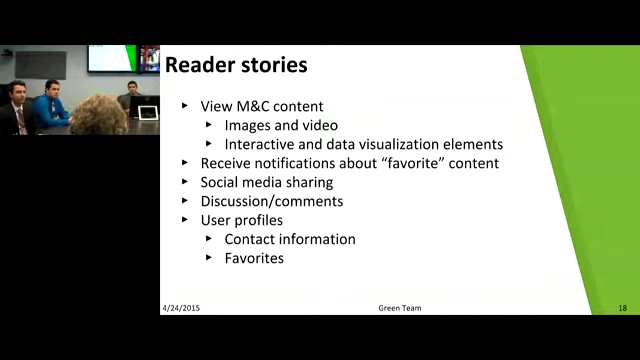 Reader stories
View M&C content
Images and video
Interactive and data visualization elements
Receive notifications about “favorite” content
Social media sharing
Discussion/comments
User profiles
Contact information
Favorites
4/24/2015
Green Team
18